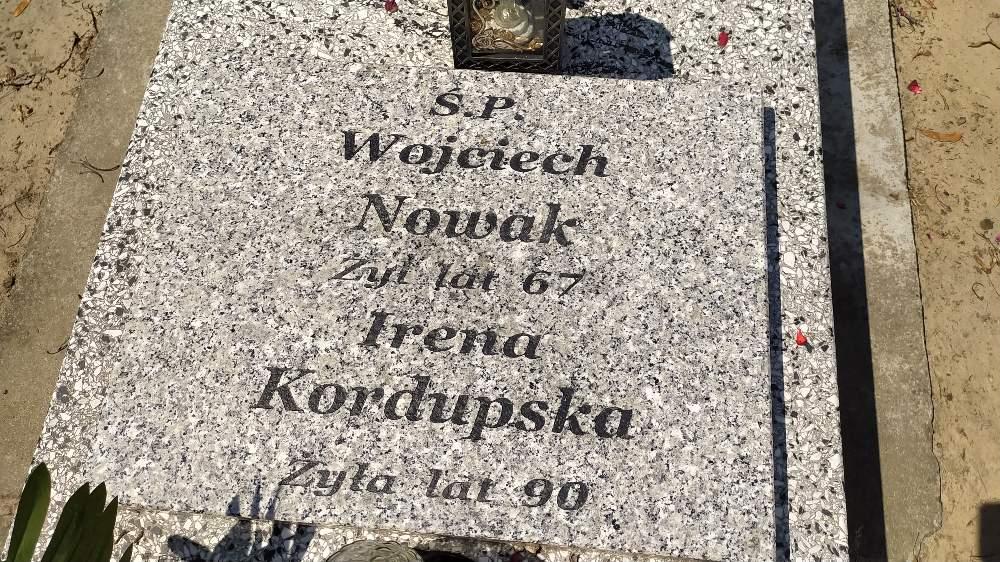 Ś.P.
Wojciech
Nowak
Żył lat 67
Irena
Kordupska
Żyła lat 90